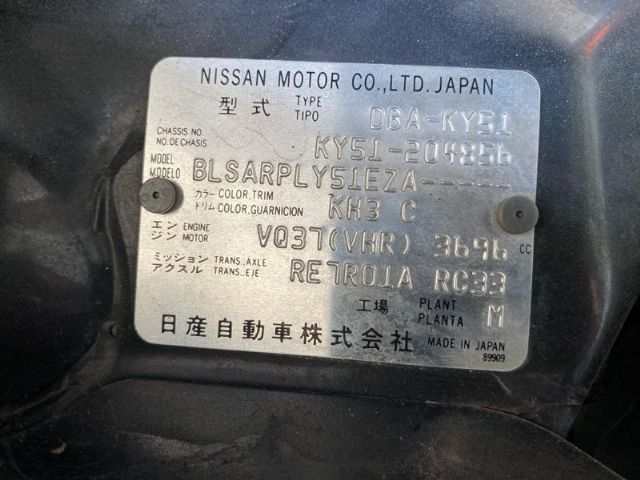 NISSAN MOTOR CO.,LTD. JAPAN
型式 TYPE TIPO DBA-KY51
CHASSIS NO. NO.DE CHASIS KY51-204856
MODEL MODELO BLSARPLY51EZA-----
カラー COLOR,TRIM トリム COLOR,GUARNICION KH3 C
エンジン ENGINE MOTOR VQ37(VHR) 3696 CC
ミッション TRANS.,AXLE アクスル TRANS.,EJE RE7R01A RC33
工場 PLANT PLANTA M
日産自動車株式会社 MADE IN JAPAN
89909